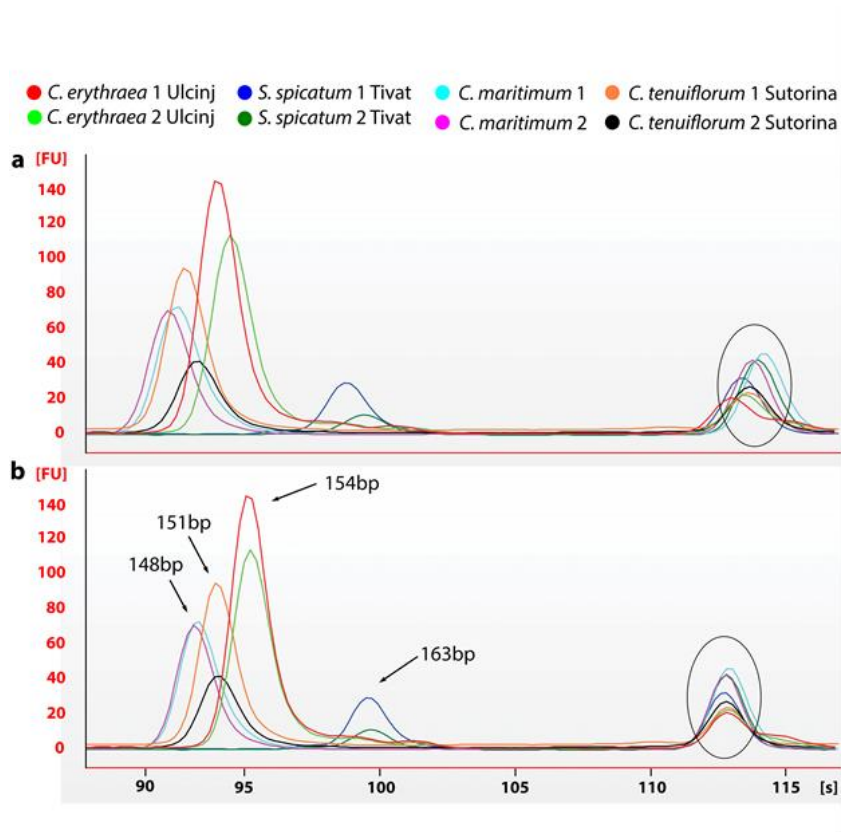 C. erythraea 1 Ulcinj S. spicatum 1 Tivat C. maritimum 1 C. tenuiflorum 1 Sutorina
C. erythraea 2 Ulcinj S. spicatum 2 Tivat C. maritimum 2 C. tenuiflorum 2 Sutorina
a [FU]
140
120
100
80
60
40
20
0
b [FU]
140
120
100
80
60
40
20
0
154bp
151bp
148bp
163bp
90 95 100 105 110 115 [s]